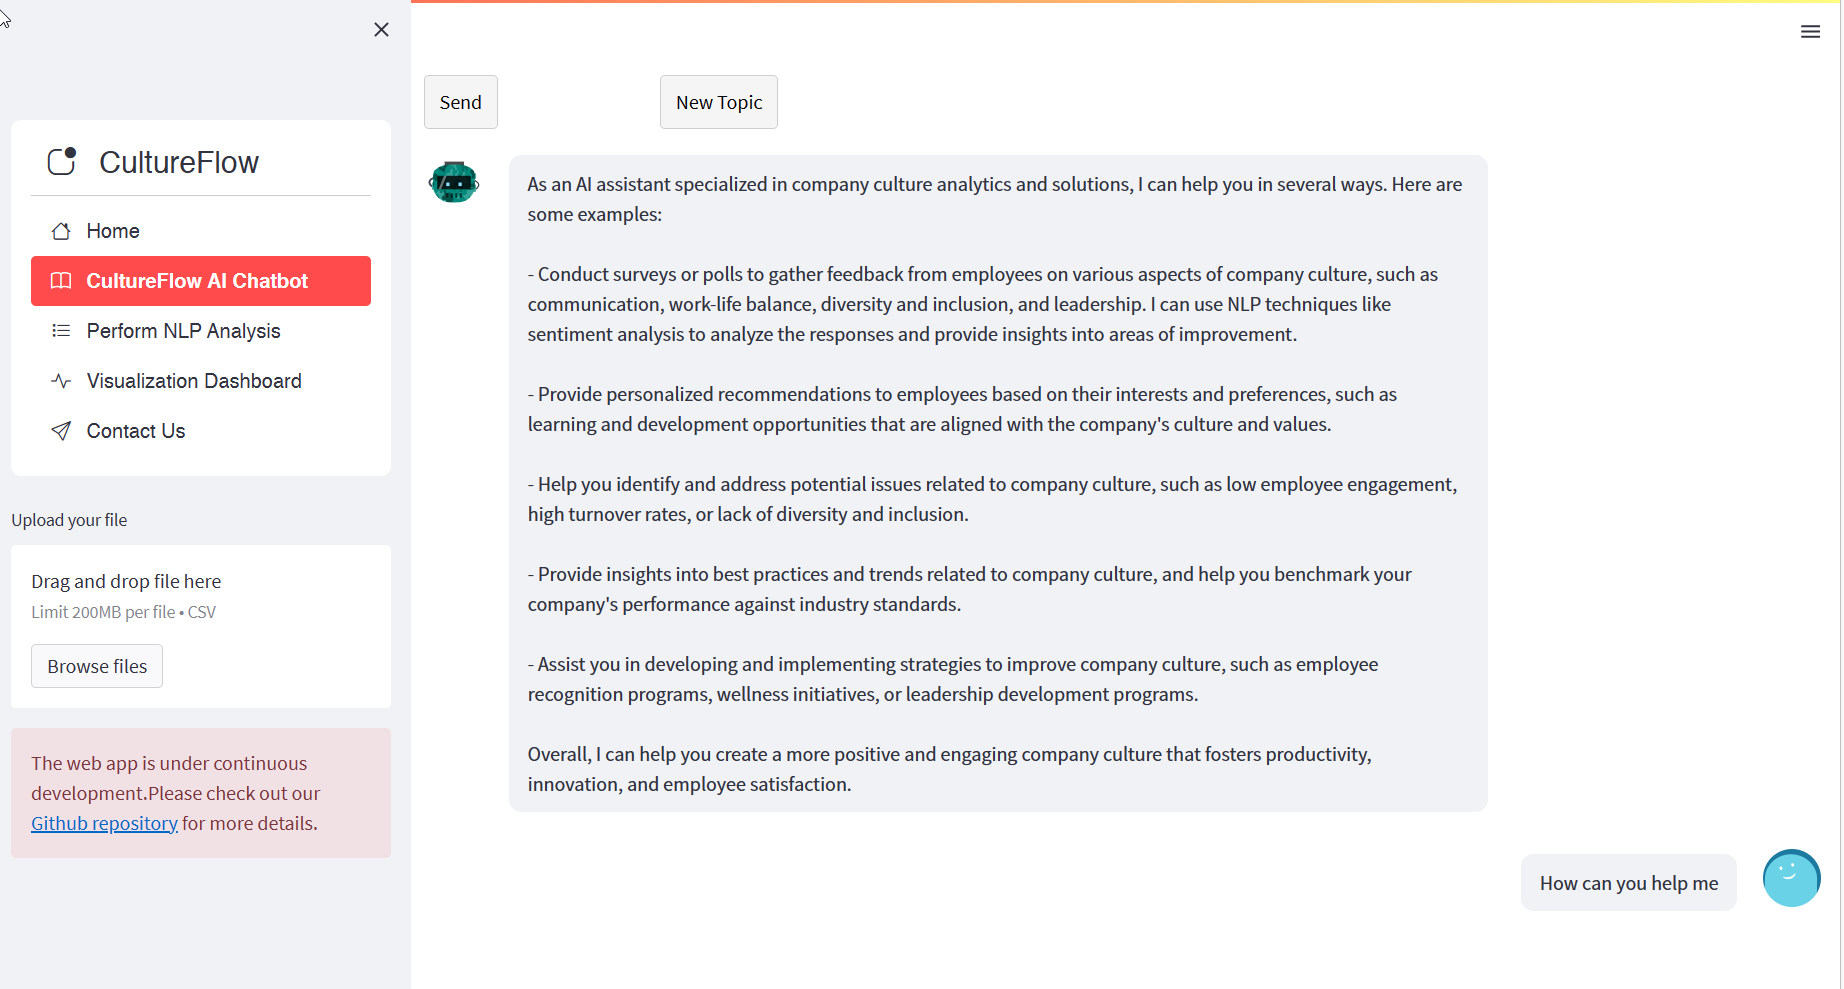 CultureFlow
Home
CultureFlow AI Chatbot
Perform NLP Analysis
Visualization Dashboard
Contact Us
Upload your file
Drag and drop file here
Limit 200MB per file • CSV
Browse files
The web app is under continuous
development.Please check out our
Github repository for more details.
Send
New Topic
As an AI assistant specialized in company culture analytics and solutions, I can help you in several ways. Here are
some examples:
- Conduct surveys or polls to gather feedback from employees on various aspects of company culture, such as
communication, work-life balance, diversity and inclusion, and leadership. I can use NLP techniques like
sentiment analysis to analyze the responses and provide insights into areas of improvement.
- Provide personalized recommendations to employees based on their interests and preferences, such as
learning and development opportunities that are aligned with the company's culture and values.
- Help you identify and address potential issues related to company culture, such as low employee engagement,
high turnover rates, or lack of diversity and inclusion.
- Provide insights into best practices and trends related to company culture, and help you benchmark your
company's performance against industry standards.
- Assist you in developing and implementing strategies to improve company culture, such as employee
recognition programs, wellness initiatives, or leadership development programs.
Overall, I can help you create a more positive and engaging company culture that fosters productivity,
innovation, and employee satisfaction.
How can you help me